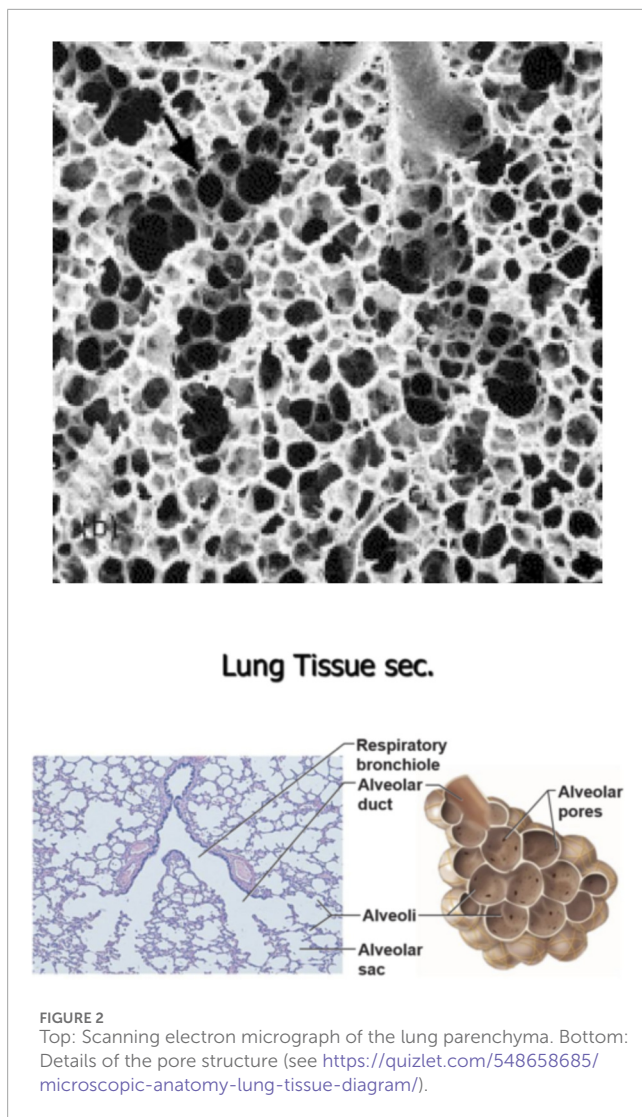 (b)
Lung Tissue sec.
Respiratory
bronchiole
Alveolar
duct
Alveolar
pores
Alveoli
Alveolar
sac
FIGURE 2
Top: Scanning electron micrograph of the lung parenchyma. Bottom:
Details of the pore structure (see https://quizlet.com/548658685/
microscopic-anatomy-lung-tissue-diagram/).